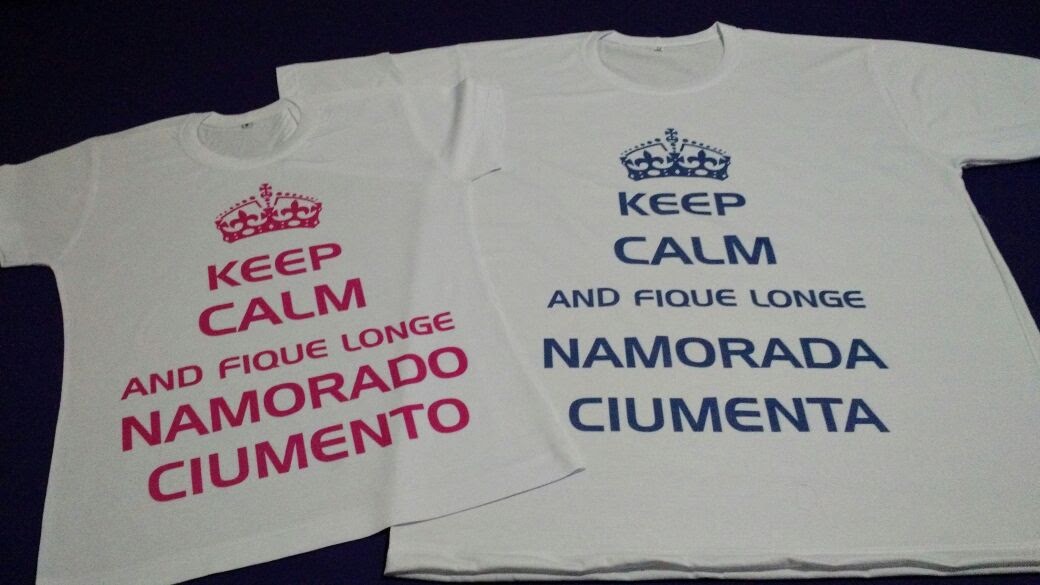 KEEP
CALM
AND FIQUE LONGE
NAMORADO
CIUMENTO
KEEP
CALM
AND FIQUE LONGE
NAMORADA
CIUMENTA